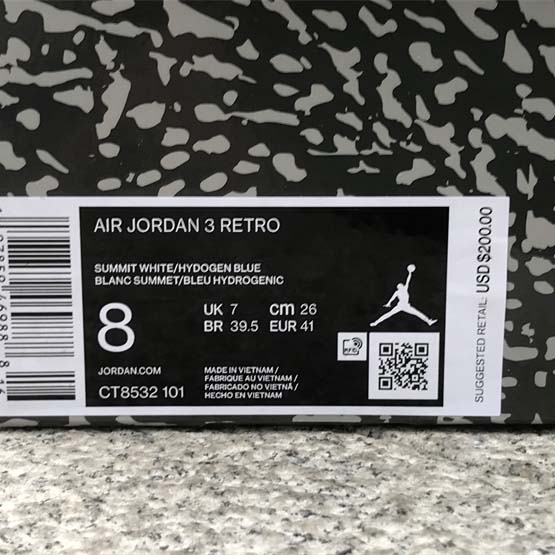 AIR JORDAN 3 RETRO
SUMMIT WHITE/HYDOGEN BLUE
BLANC SUMMET/BLEU HYDROGENIC
8
UK 7 cm 26
BR 39.5 EUR 41
JORDAN.COM
CT8532 101
MADE IN VIETNAM /
FABRIQUE AU VIETNAM /
FABRICADO NO VIETNÃ /
HECHO EN VIETNAM
SUGGESTED RETAIL: USD $200.00